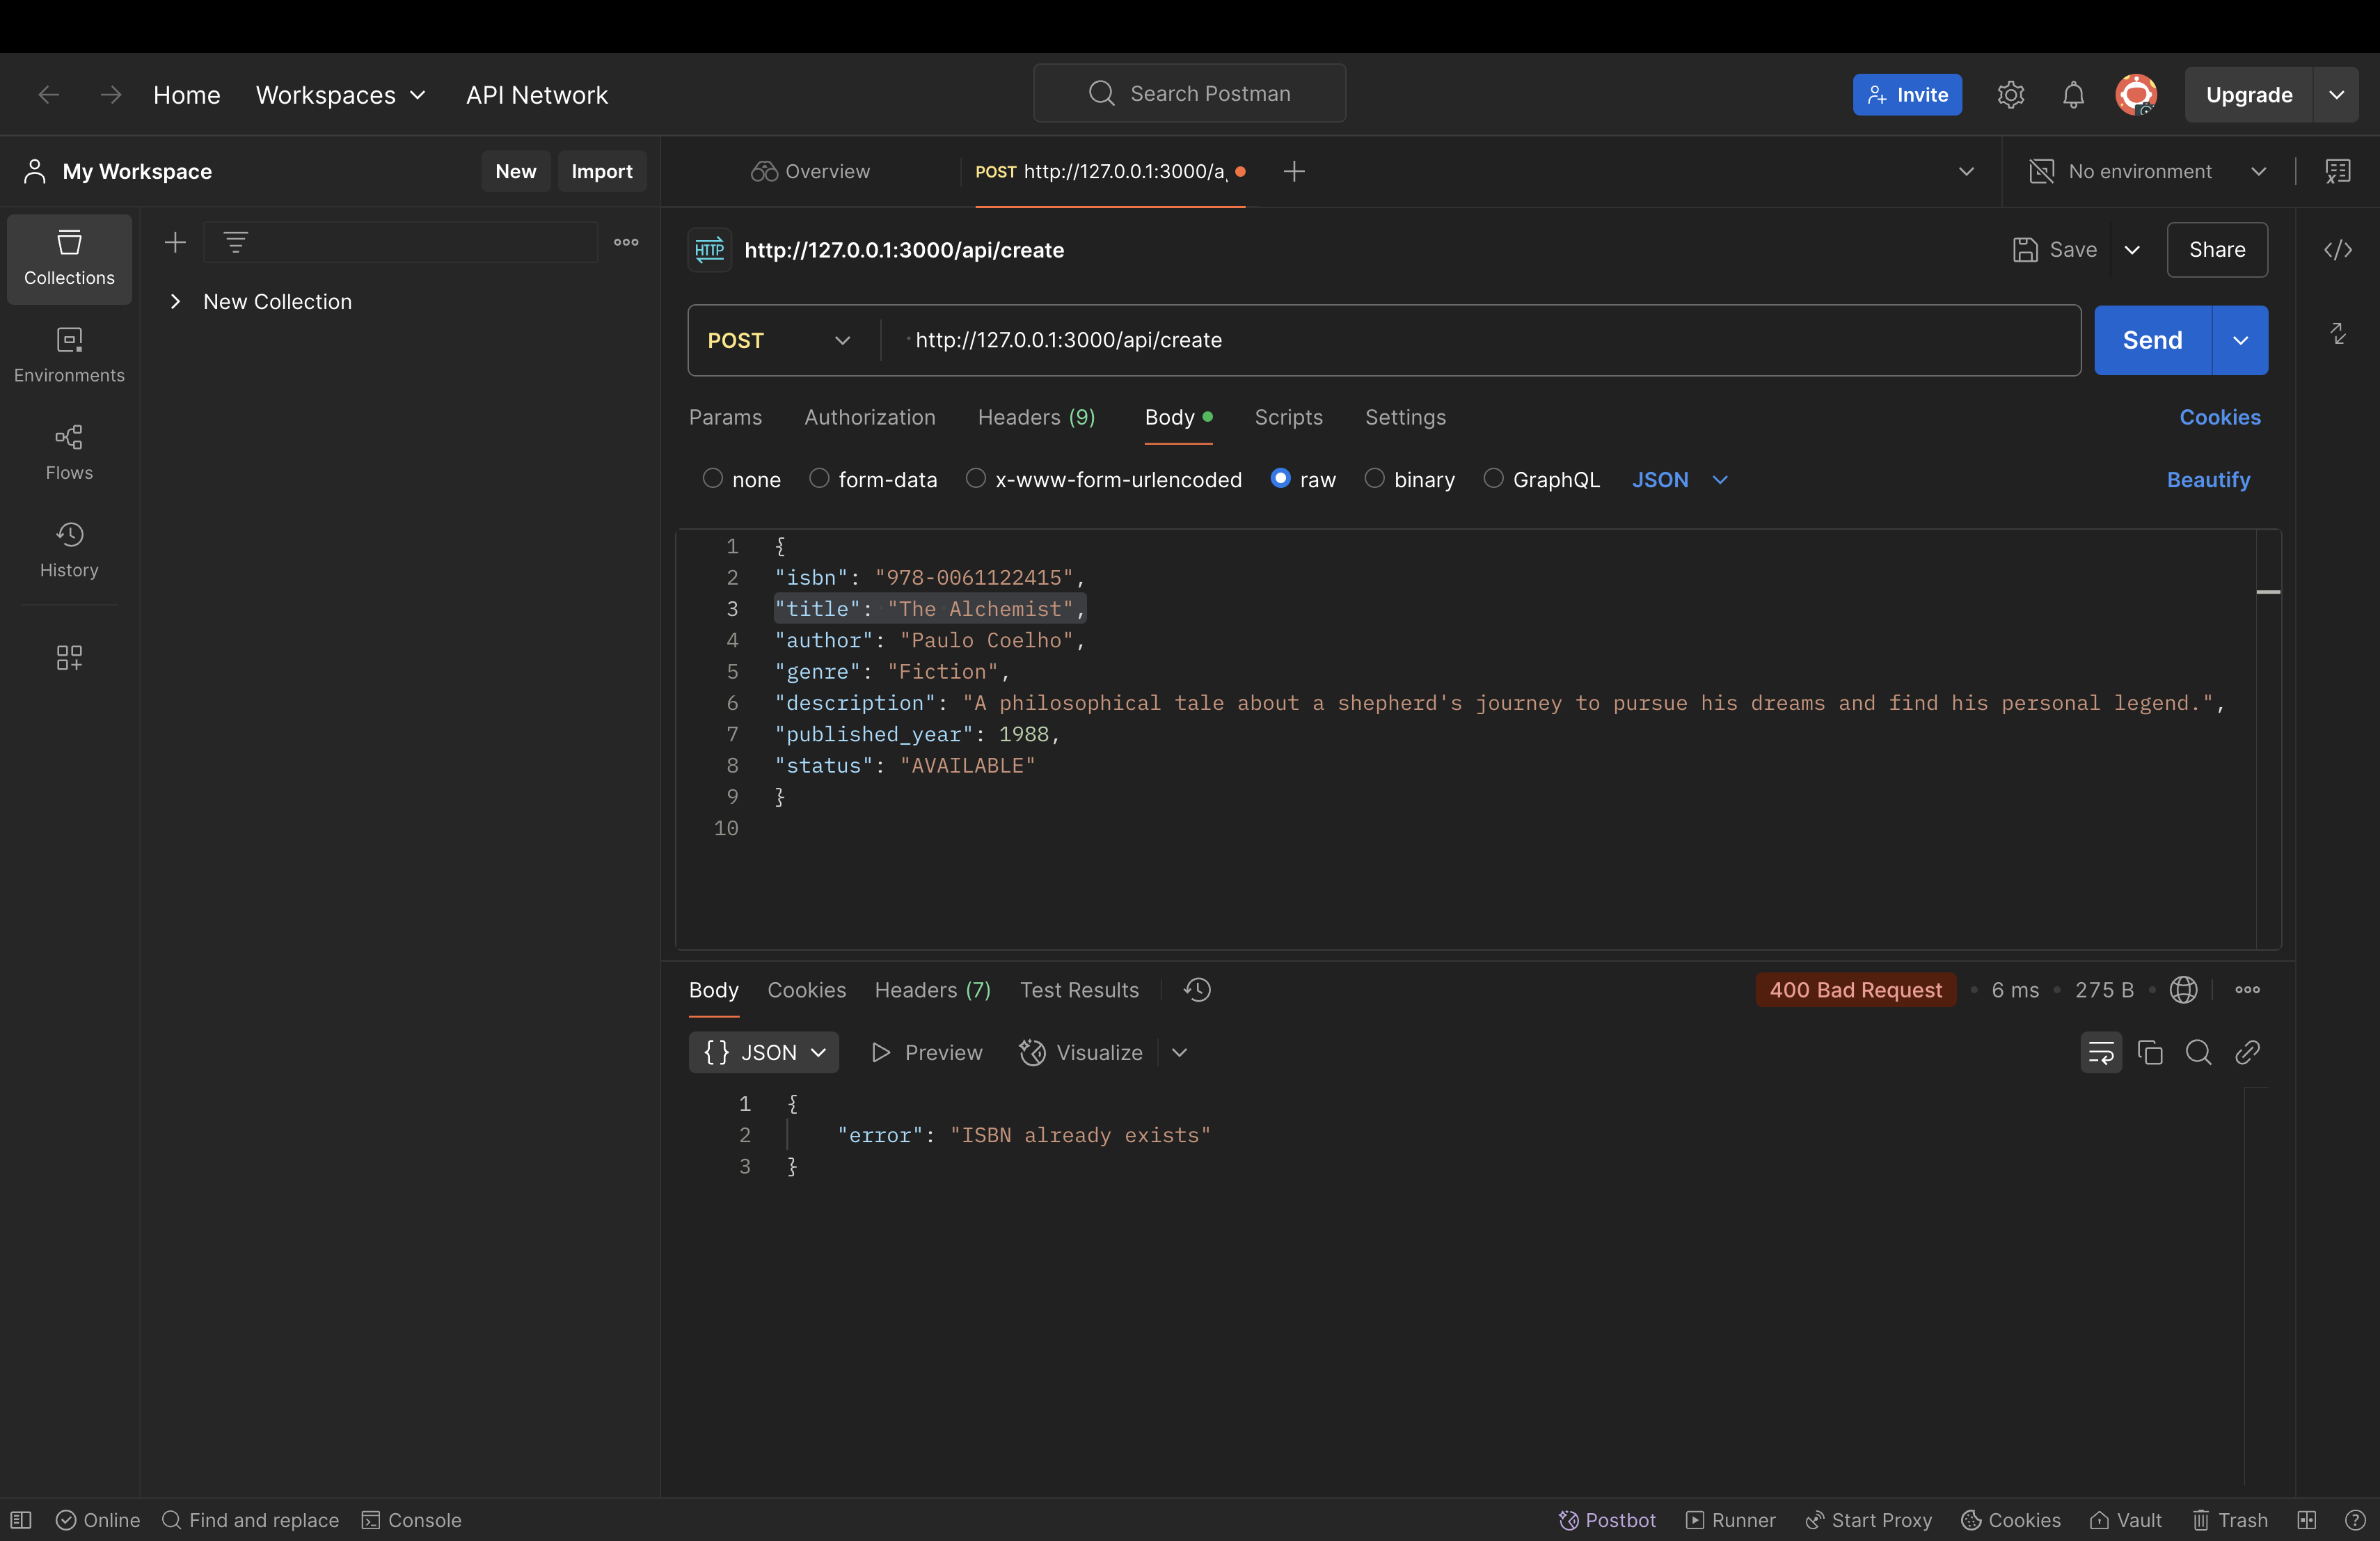 Home
Workspaces
API Network
Search Postman
Invite
Upgrade
My Workspace
New
Import
Overview
POST http://127.0.0.1:3000/a
No environment
Collections
Environments
Flows
History
New Collection
HTTP
http://127.0.0.1:3000/api/create
Save
Share
POST
http://127.0.0.1:3000/api/create
Send
Params
Authorization
Headers (9)
Body
Scripts
Settings
Cookies
none
form-data
x-www-form-urlencoded
raw
binary
GraphQL
JSON
Beautify
1 {
2 "isbn": "978-0061122415",
3 "title": "The Alchemist",
4 "author": "Paulo Coelho",
5 "genre": "Fiction",
6 "description": "A philosophical tale about a shepherd's journey to pursue his dreams and find his personal legend.",
7 "published_year": 1988,
8 "status": "AVAILABLE"
9 }
10
Body
Cookies
Headers (7)
Test Results
400 Bad Request
6 ms
275 B
{} JSON
Preview
Visualize
1 {
2 "error": "ISBN already exists"
3 }
Online
Find and replace
Console
Postbot
Runner
Start Proxy
Cookies
Vault
Trash